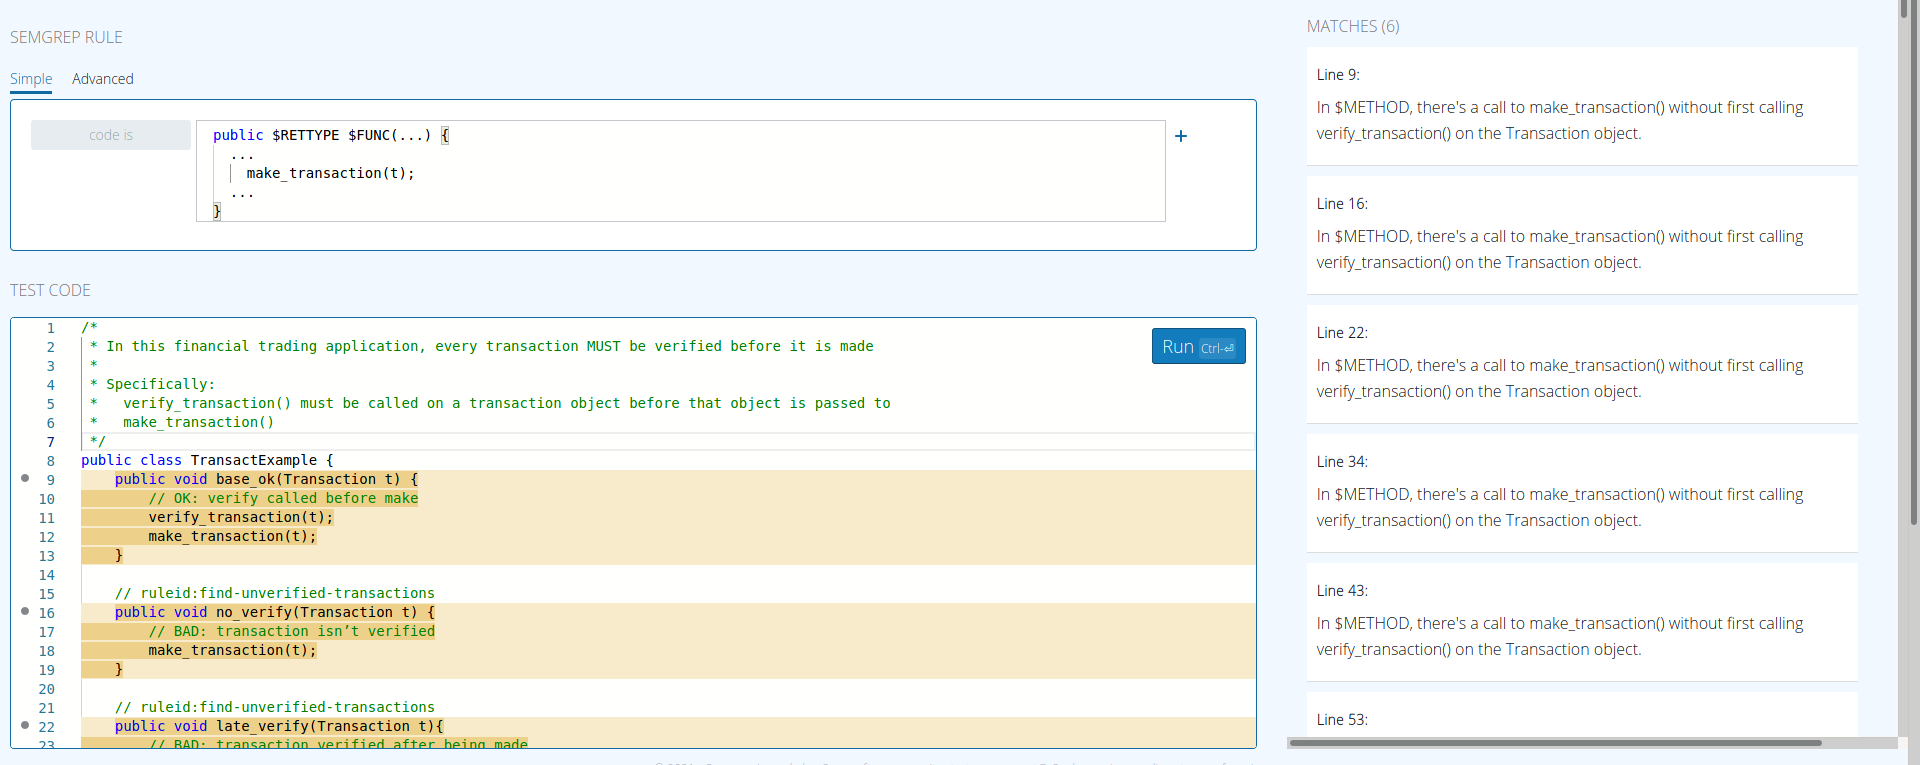 SEMGREP RULE
Simple Advanced
code is
public $RETTYPE $FUNC(...) {
...
make_transaction(t);
...
}
TEST CODE
Run Ctrl-⏎
1 /*
2 * In this financial trading application, every transaction MUST be verified before it is made
3 *
4 * Specifically:
5 * verify_transaction() must be called on a transaction object before that object is passed to
6 * make_transaction()
7 */
8 public class TransactExample {
9 public void base_ok(Transaction t) {
10 // OK: verify called before make
11 verify_transaction(t);
12 make_transaction(t);
13 }
14
15 // ruleid:find-unverified-transactions
16 public void no_verify(Transaction t) {
17 // BAD: transaction isn’t verified
18 make_transaction(t);
19 }
20
21 // ruleid:find-unverified-transactions
22 public void late_verify(Transaction t){
23 // BAD: transaction verified after being made
MATCHES (6)
Line 9:
In $METHOD, there's a call to make_transaction() without first calling
verify_transaction() on the Transaction object.
Line 16:
In $METHOD, there's a call to make_transaction() without first calling
verify_transaction() on the Transaction object.
Line 22:
In $METHOD, there's a call to make_transaction() without first calling
verify_transaction() on the Transaction object.
Line 34:
In $METHOD, there's a call to make_transaction() without first calling
verify_transaction() on the Transaction object.
Line 43:
In $METHOD, there's a call to make_transaction() without first calling
verify_transaction() on the Transaction object.
Line 53: